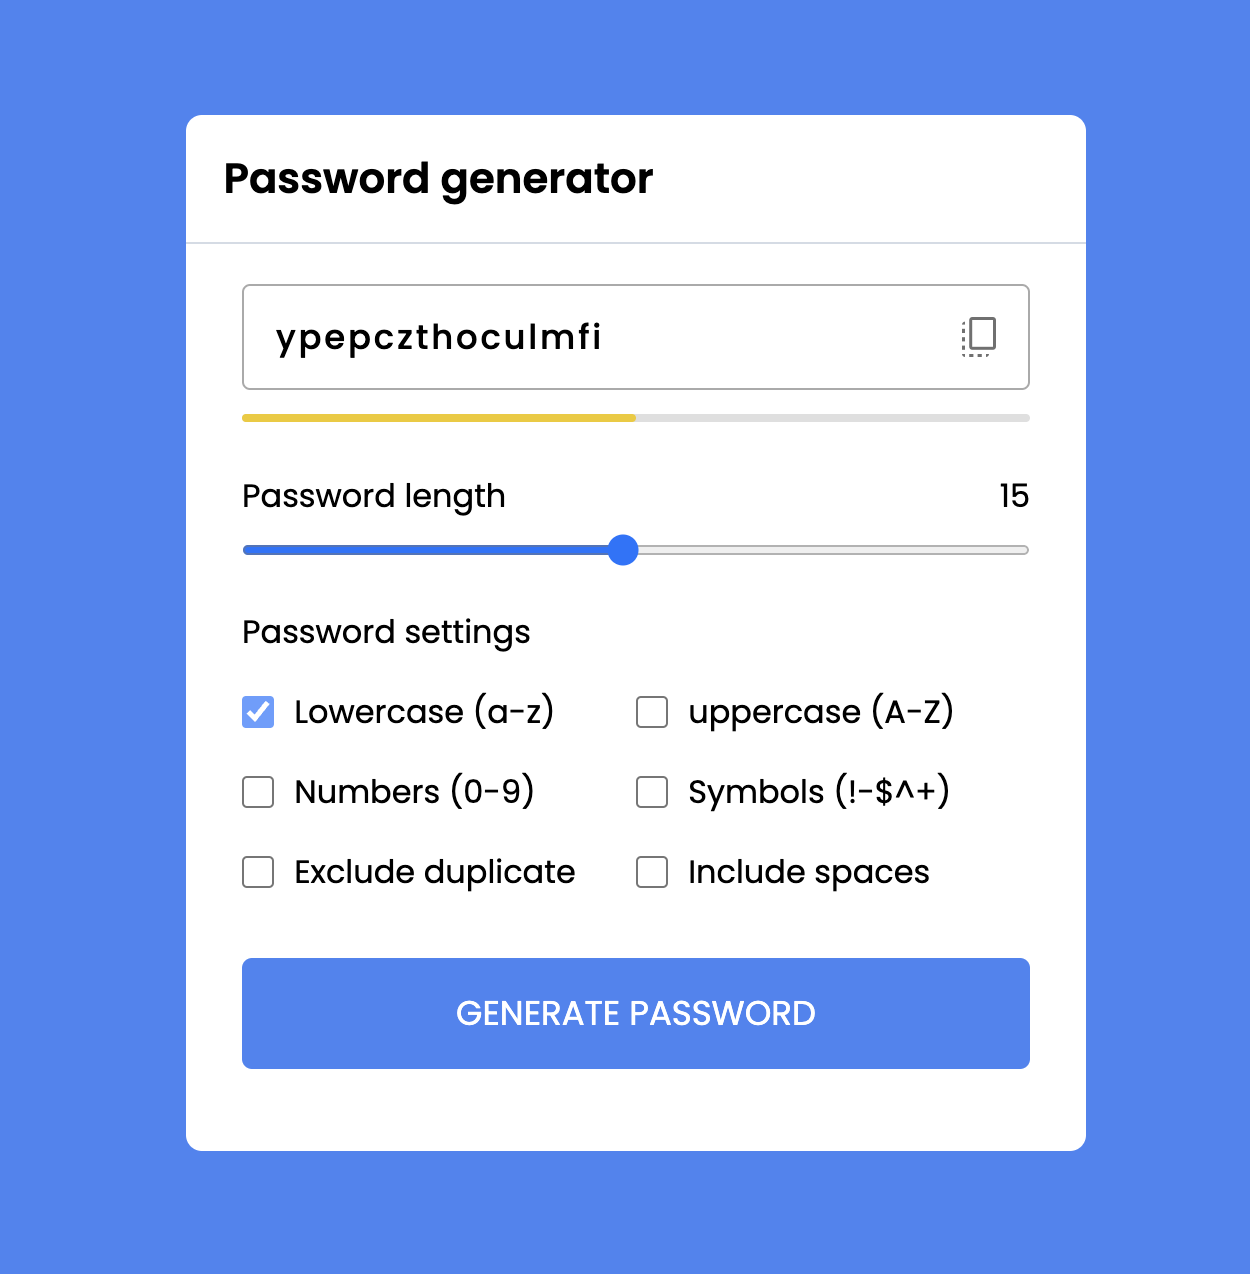 Password generator
ypepczthoculmfi
Password length 15
Password settings
Lowercase (a-z) uppercase (A-Z)
Numbers (0-9) Symbols (!-$^+)
Exclude duplicate Include spaces
GENERATE PASSWORD